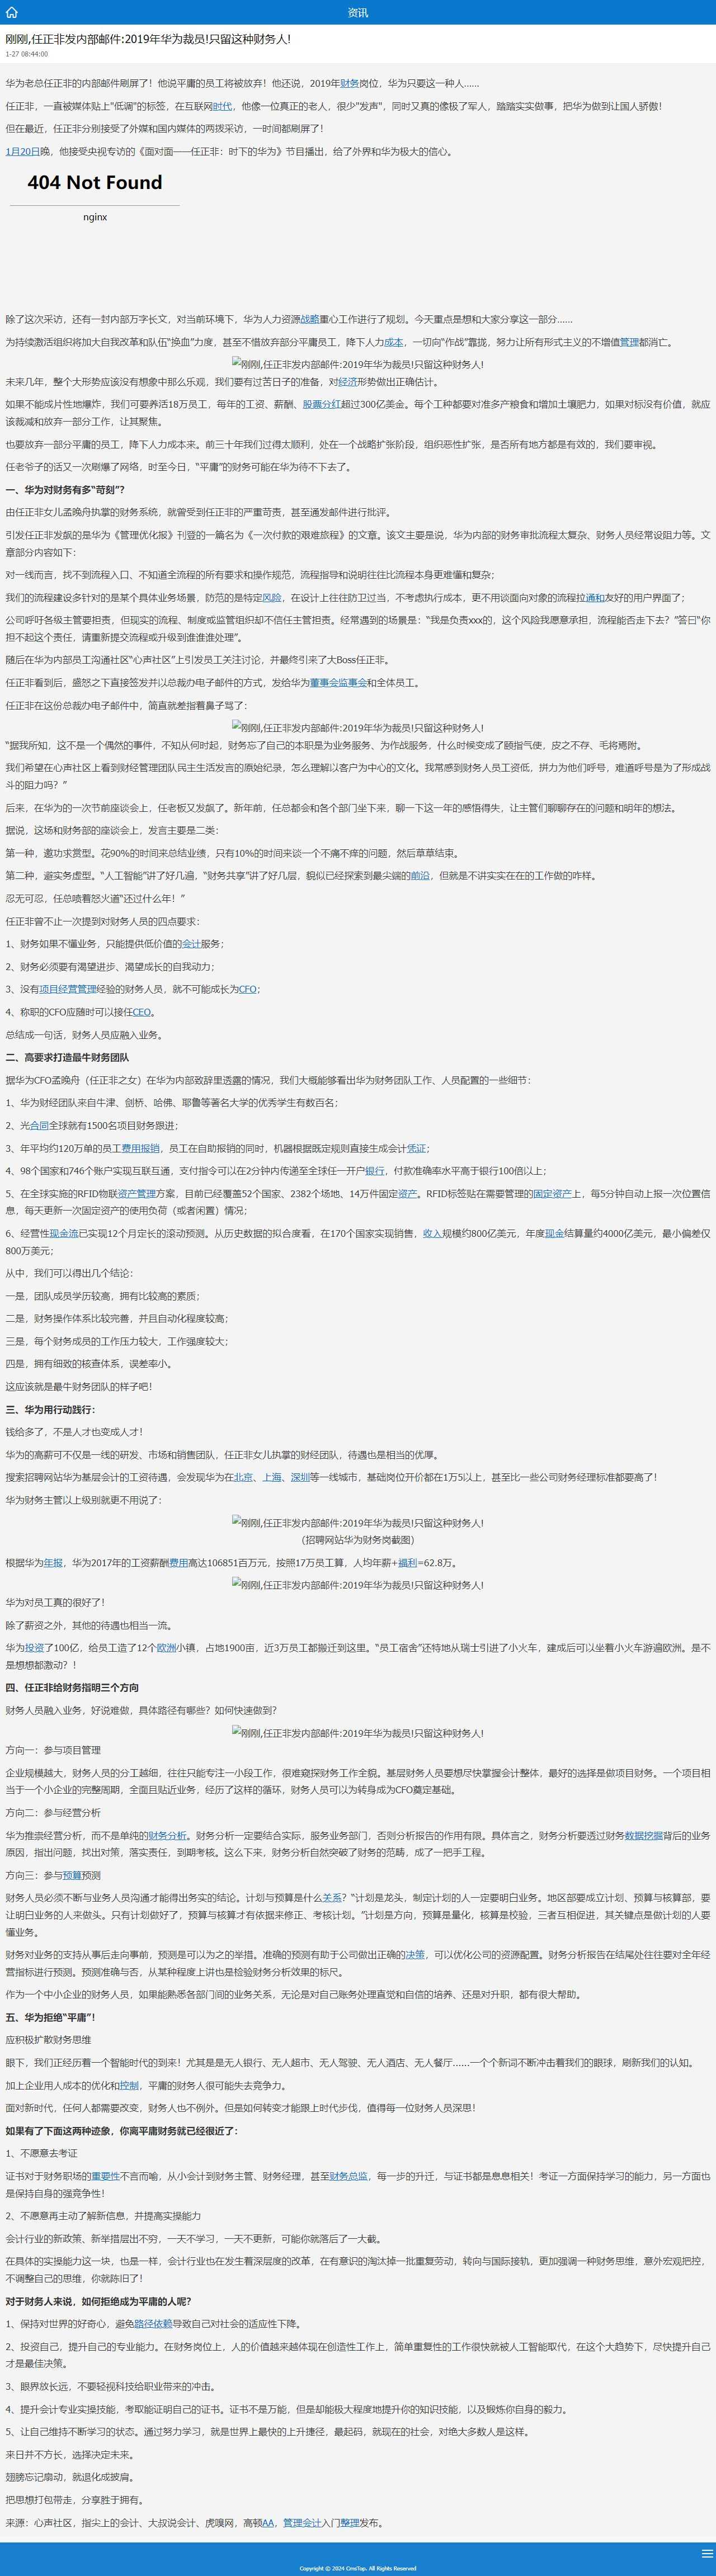 资讯
刚刚,任正非发内部邮件:2019年华为裁员!只留这种财务人!
1-27 08:44:00
华为老总任正非的内部邮件刷屏了！他说平庸的员工将被放弃！他还说，2019年财务岗位，华为只要这一种人……
任正非，一直被媒体贴上"低调"的标签，在互联网时代，他像一位真正的老人，很少"发声"，同时又真的像极了军人，踏踏实实做事，把华为做到让国人骄傲！
但在最近，任正非分别接受了外媒和国内媒体的两拨采访，一时间都刷屏了！
1月20日晚，他接受央视专访的《面对面——任正非：时下的华为》节目播出，给了外界和华为极大的信心。
404 Not Found
nginx
除了这次采访，还有一封内部万字长文，对当前环境下，华为人力资源战略重心工作进行了规划。今天重点是想和大家分享这一部分……
为持续激活组织将加大自我改革和队伍“换血”力度，甚至不惜放弃部分平庸员工，降下人力成本，一切向“作战”靠拢，努力让所有形式主义的不增值管理都消亡。
刚刚,任正非发内部邮件:2019年华为裁员!只留这种财务人!
未来几年，整个大形势应该没有想象中那么乐观，我们要有过苦日子的准备，对经济形势做出正确估计。
如果不能成片性地爆炸，我们可要养活18万员工，每年的工资、薪酬、股票分红超过300亿美金。每个工种都要对准多产粮食和增加土壤肥力，如果对标没有价值，就应
该裁减和放弃一部分工作，让其聚焦。
也要放弃一部分平庸的员工，降下人力成本来。前三十年我们过得太顺利，处在一个战略扩张阶段，组织恶性扩张，是否所有地方都是有效的，我们要审视。
任老爷子的话又一次刷爆了网络，时至今日，“平庸”的财务可能在华为待不下去了。
一、华为对财务有多“苛刻”？
由任正非女儿孟晚舟执掌的财务系统，就曾受到任正非的严重苛责，甚至通发邮件进行批评。
引发任正非发飙的是华为《管理优化报》刊登的一篇名为《一次付款的艰难旅程》的文章。该文主要是说，华为内部的财务审批流程太复杂、财务人员经常设阻力等。文
章部分内容如下：
对一线而言，找不到流程入口、不知道全流程的所有要求和操作规范，流程指导和说明往往比流程本身更难懂和复杂；
我们的流程建设多针对的是某个具体业务场景，防范的是特定风险，在设计上往往防卫过当，不考虑执行成本，更不用谈面向对象的流程拉通和友好的用户界面了；
公司呼吁各级主管要担责，但现实的流程、制度或监管组织却不信任主管担责。经常遇到的场景是：“我是负责xxx的，这个风险我愿意承担，流程能否走下去？”答曰“你
担不起这个责任，请重新提交流程或升级到谁谁谁处理”。
随后在华为内部员工沟通社区“心声社区”上引发员工关注讨论，并最终引来了大Boss任正非。
任正非看到后，盛怒之下直接签发并以总裁办电子邮件的方式，发给华为董事会监事会和全体员工。
任正非在这份总裁办电子邮件中，简直就差指着鼻子骂了：
刚刚,任正非发内部邮件:2019年华为裁员!只留这种财务人!
“据我所知，这不是一个偶然的事件，不知从何时起，财务忘了自己的本职是为业务服务、为作战服务，什么时候变成了颐指气使，皮之不存、毛将焉附。
我们希望在心声社区上看到财经管理团队民主生活发言的原始纪录，怎么理解以客户为中心的文化。我常感到财务人员工资低，拼力为他们呼号，难道呼号是为了形成战
斗的阻力吗？”
后来，在华为的一次节前座谈会上，任老板又发飙了。新年前，任总都会和各个部门坐下来，聊一下这一年的感悟得失，让主管们聊聊存在的问题和明年的想法。
据说，这场和财务部的座谈会上，发言主要是二类：
第一种，邀功求赏型。花90%的时间来总结业绩，只有10%的时间来谈一个不痛不痒的问题，然后草草结束。
第二种，避实务虚型。“人工智能”讲了好几遍，“财务共享”讲了好几层，貌似已经探索到最尖端的前沿，但就是不讲实实在在的工作做的咋样。
忍无可忍，任总喷着怒火道“还过什么年！”
任正非曾不止一次提到对财务人员的四点要求：
1、财务如果不懂业务，只能提供低价值的会计服务；
2、财务必须要有渴望进步、渴望成长的自我动力；
3、没有项目经营管理经验的财务人员，就不可能成长为CFO；
4、称职的CFO应随时可以接任CEO。
总结成一句话，财务人员应融入业务。
二、高要求打造最牛财务团队
据华为CFO孟晚舟（任正非之女）在华为内部致辞里透露的情况，我们大概能够看出华为财务团队工作、人员配置的一些细节：
1、华为财经团队来自牛津、剑桥、哈佛、耶鲁等著名大学的优秀学生有数百名；
2、光合同全球就有1500名项目财务跟进；
3、年平均约120万单的员工费用报销，员工在自助报销的同时，机器根据既定规则直接生成会计凭证；
4、98个国家和746个账户实现互联互通，支付指令可以在2分钟内传递至全球任一开户银行，付款准确率水平高于银行100倍以上；
5、在全球实施的RFID物联资产管理方案，目前已经覆盖52个国家、2382个场地、14万件固定资产。RFID标签贴在需要管理的固定资产上，每5分钟自动上报一次位置信
息，每天更新一次固定资产的使用负荷（或者闲置）情况；
6、经营性现金流已实现12个月定长的滚动预测。从历史数据的拟合度看，在170个国家实现销售，收入规模约800亿美元，年度现金结算量约4000亿美元，最小偏差仅
800万美元；
从中，我们可以得出几个结论：
一是，团队成员学历较高，拥有比较高的素质；
二是，财务操作体系比较完善，并且自动化程度较高；
三是，每个财务成员的工作压力较大，工作强度较大；
四是，拥有细致的核查体系，误差率小。
这应该就是最牛财务团队的样子吧！
三、华为用行动践行：
钱给多了，不是人才也变成人才！
华为的高薪可不仅是一线的研发、市场和销售团队，任正非女儿执掌的财经团队，待遇也是相当的优厚。
搜索招聘网站华为基层会计的工资待遇，会发现华为在北京、上海、深圳等一线城市，基础岗位开价都在1万5以上，甚至比一些公司财务经理标准都要高了！
华为财务主管以上级别就更不用说了：
刚刚,任正非发内部邮件:2019年华为裁员!只留这种财务人!
（招聘网站华为财务岗截图）
根据华为年报，华为2017年的工资薪酬费用高达106851百万元，按照17万员工算，人均年薪+福利=62.8万。
刚刚,任正非发内部邮件:2019年华为裁员!只留这种财务人!
华为对员工真的很好了！
除了薪资之外，其他的待遇也相当一流。
华为投资了100亿，给员工造了12个欧洲小镇，占地1900亩，近3万员工都搬迁到这里。“员工宿舍”还特地从瑞士引进了小火车，建成后可以坐着小火车游遍欧洲。是不
是想想都激动？！
四、任正非给财务指明三个方向
财务人员融入业务，好说难做，具体路径有哪些？如何快速做到？
刚刚,任正非发内部邮件:2019年华为裁员!只留这种财务人!
方向一：参与项目管理
企业规模越大，财务人员的分工越细，往往只能专注一小段工作，很难窥探财务工作全貌。基层财务人员要想尽快掌握会计整体，最好的选择是做项目财务。一个项目相
当于一个小企业的完整周期，全面且贴近业务，经历了这样的循环，财务人员可以为转身成为CFO奠定基础。
方向二：参与经营分析
华为推崇经营分析，而不是单纯的财务分析。财务分析一定要结合实际，服务业务部门，否则分析报告的作用有限。具体言之，财务分析要透过财务数据挖掘背后的业务
原因，指出问题，找出对策，落实责任，到期考核。这么下来，财务分析自然突破了财务的范畴，成了一把手工程。
方向三：参与预算预测
财务人员必须不断与业务人员沟通才能得出务实的结论。计划与预算是什么关系？“计划是龙头，制定计划的人一定要明白业务。地区部要成立计划、预算与核算部，要
让明白业务的人来做头。只有计划做好了，预算与核算才有依据来修正、考核计划。”计划是方向，预算是量化，核算是校验，三者互相促进，其关键点是做计划的人要
懂业务。
财务对业务的支持从事后走向事前，预测是可以为之的举措。准确的预测有助于公司做出正确的决策，可以优化公司的资源配置。财务分析报告在结尾处往往要对全年经
营指标进行预测。预测准确与否，从某种程度上讲也是检验财务分析效果的标尺。
作为一个中小企业的财务人员，如果能熟悉各部门间的业务关系，无论是对自己账务处理直觉和自信的培养、还是对升职，都有很大帮助。
五、华为拒绝“平庸”！
应积极扩散财务思维
眼下，我们正经历着一个智能时代的到来！尤其是是无人银行、无人超市、无人驾驶、无人酒店、无人餐厅……一个个新词不断冲击着我们的眼球，刷新我们的认知。
加上企业用人成本的优化和控制，平庸的财务人很可能失去竞争力。
面对新时代，任何人都需要改变，财务人也不例外。但是如何转变才能跟上时代步伐，值得每一位财务人员深思！
如果有了下面这两种迹象，你离平庸财务就已经很近了：
1、不愿意去考证
证书对于财务职场的重要性不言而喻，从小会计到财务主管、财务经理，甚至财务总监，每一步的升迁，与证书都是息息相关！考证一方面保持学习的能力，另一方面也
是保持自身的强竞争性！
2、不愿意再主动了解新信息，并提高实操能力
会计行业的新政策、新举措层出不穷，一天不学习，一天不更新，可能你就落后了一大截。
在具体的实操能力这一块，也是一样，会计行业也在发生着深层度的改革，在有意识的淘汰掉一批重复劳动，转向与国际接轨，更加强调一种财务思维，意外宏观把控，
不调整自己的思维，你就陈旧了！
对于财务人来说，如何拒绝成为平庸的人呢？
1、保持对世界的好奇心，避免路径依赖导致自己对社会的适应性下降。
2、投资自己，提升自己的专业能力。在财务岗位上，人的价值越来越体现在创造性工作上，简单重复性的工作很快就被人工智能取代，在这个大趋势下，尽快提升自己
才是最佳决策。
3、眼界放长远，不要轻视科技给职业带来的冲击。
4、提升会计专业实操技能，考取能证明自己的证书。证书不是万能，但是却能极大程度地提升你的知识技能，以及锻炼你自身的毅力。
5、让自己维持不断学习的状态。通过努力学习，就是世界上最快的上升捷径，最起码，就现在的社会，对绝大多数人是这样。
来日并不方长，选择决定未来。
翅膀忘记扇动，就退化成披肩。
把思想打包带走，分享胜于拥有。
来源：心声社区，指尖上的会计、大叔说会计、虎嗅网，高顿AA，管理会计入门整理发布。
Copyright © 2024 CmsTop. All Rights Reserved